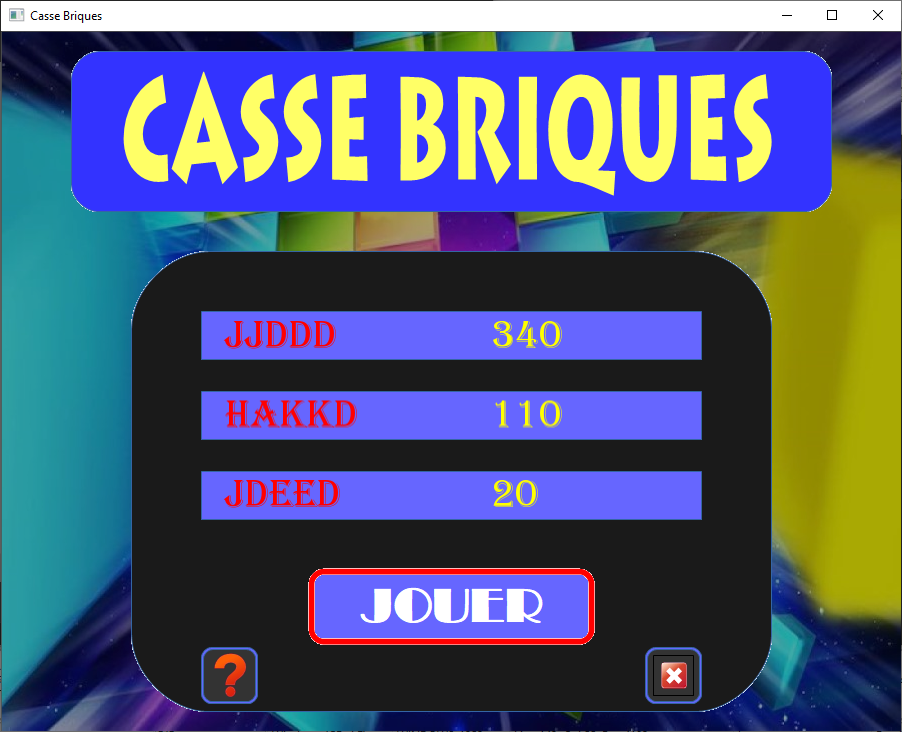 Casse Briques
CASSE BRIQUES
JJDDD 340
HAKKD 110
JDEED 20
JOUER
?